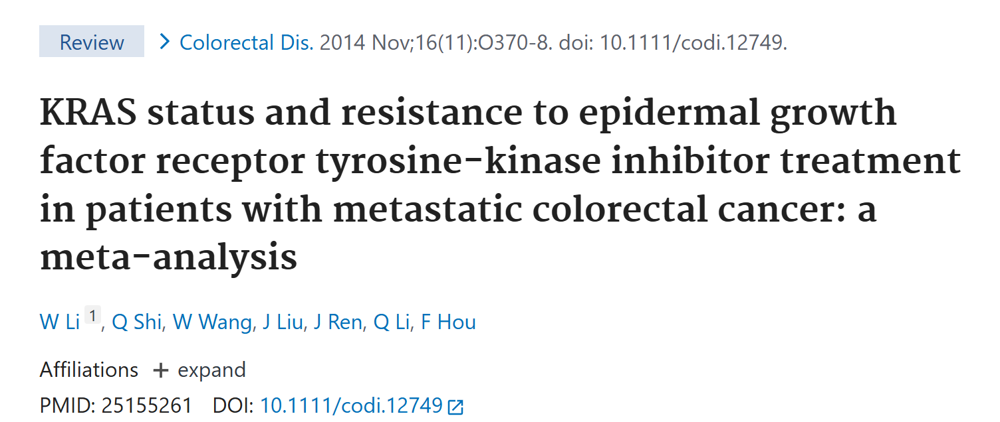 Review Colorectal Dis. 2014 Nov;16(11):O370-8. doi: 10.1111/codi.12749.
KRAS status and resistance to epidermal growth
factor receptor tyrosine-kinase inhibitor treatment
in patients with metastatic colorectal cancer: a
meta-analysis
W Li 1, Q Shi, W Wang, J Liu, J Ren, Q Li, F Hou
Affiliations + expand
PMID: 25155261 DOI: 10.1111/codi.12749